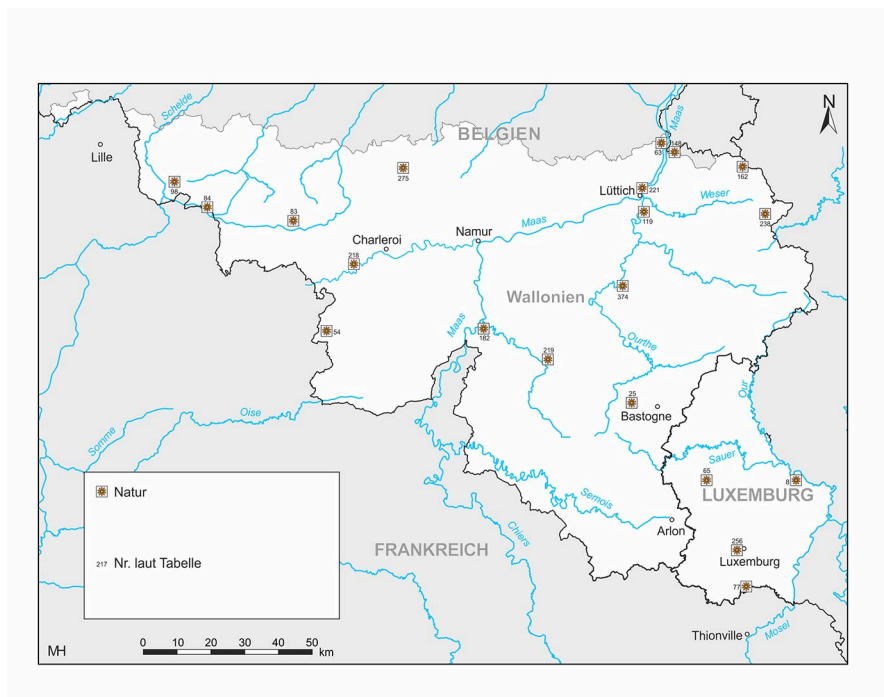 Schelde
Maas
N
BELGIEN
Lille
63
148
162
275
98
Lüttich
221
Weser
84
83
119
238
Maas
Namur
Charleroi
218
Wallonien
374
Maas
54
182
Ourthe
219
25
Bastogne
Our
Oise
Somme
Sauer
65
8
LUXEMBURG
Natur
Semois
Chiers
Arlon
FRANKREICH
256
Luxemburg
217 Nr. laut Tabelle
77
Mosel
Thionville
MH
0 10 20 30 40 50
km